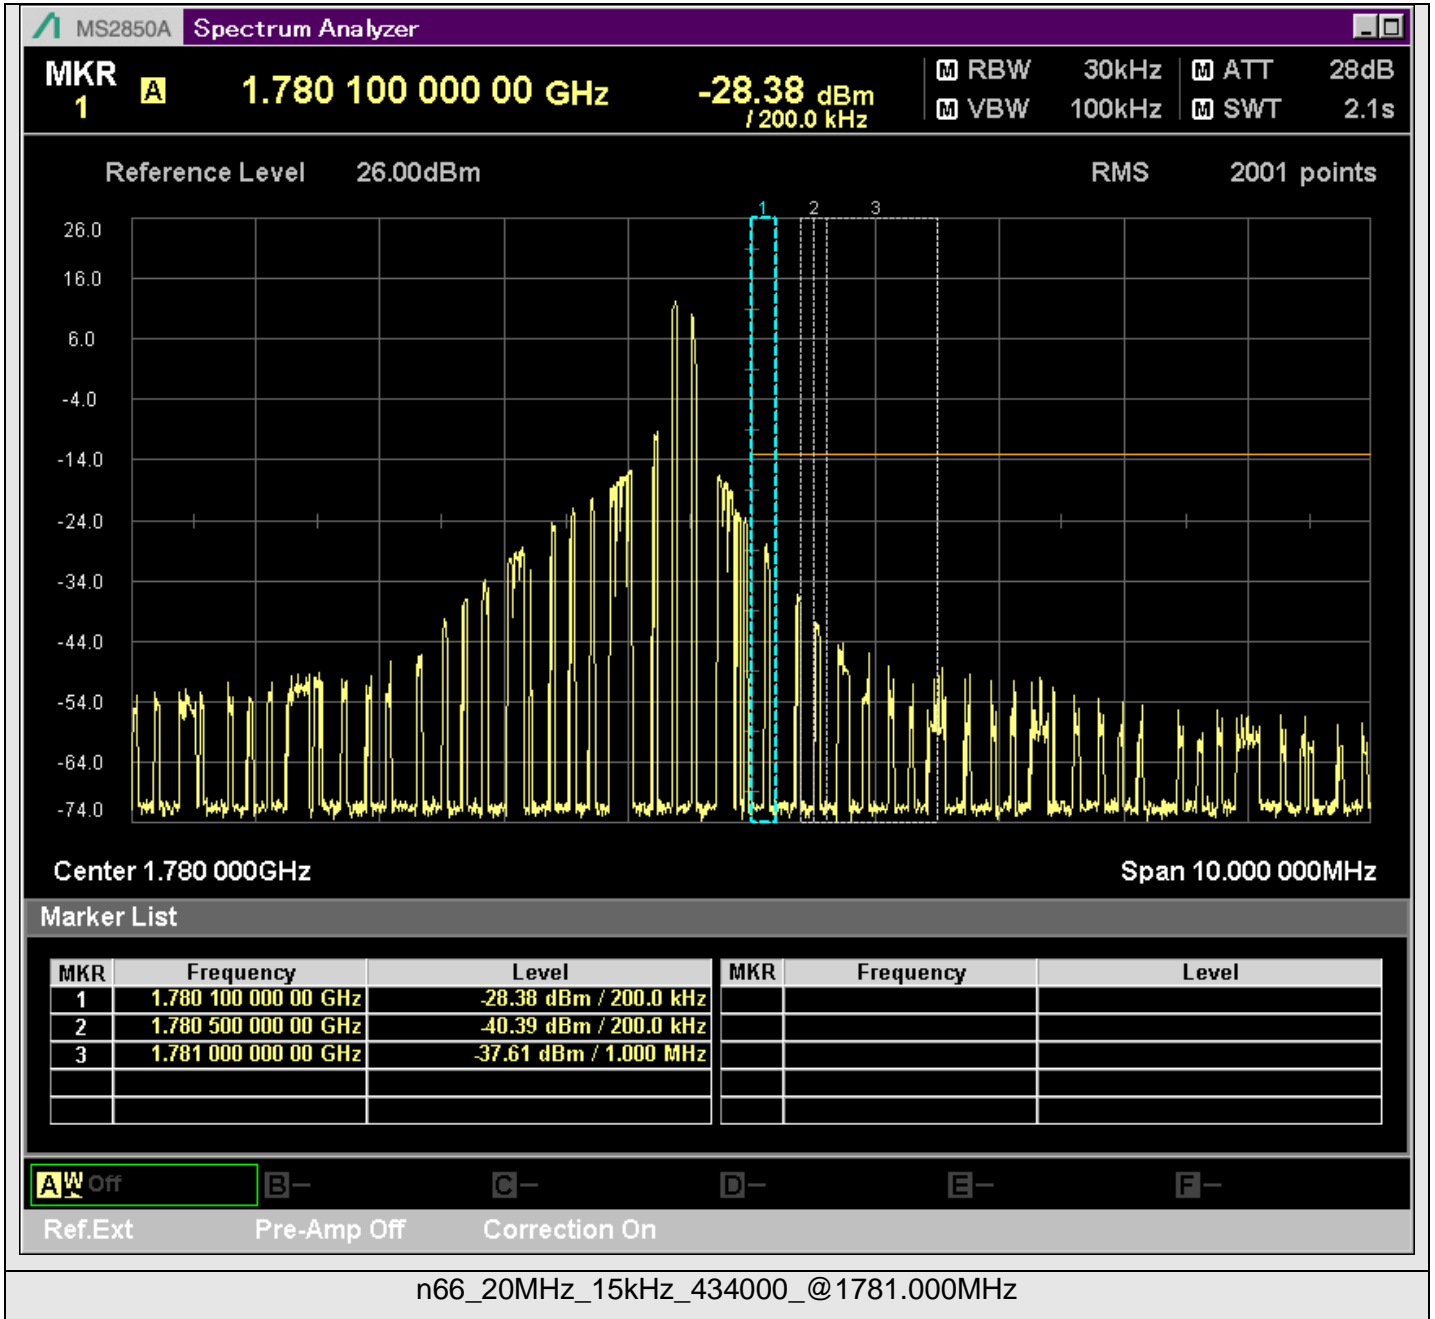 MS2850A Spectrum Analyzer
MKR 1 A 1.780 100 000 00 GHz -28.38 dBm / 200.0 kHz
M RBW 30kHz M ATT 28dB
M VBW 100kHz M SWT 2.1s
Reference Level 26.00dBm RMS 2001 points
1 2 3
26.0
16.0
6.0
-4.0
-14.0
-24.0
-34.0
-44.0
-54.0
-64.0
-74.0
Center 1.780 000GHz Span 10.000 000MHz
Marker List
MKR Frequency Level MKR Frequency Level
1 1.780 100 000 00 GHz -28.38 dBm / 200.0 kHz
2 1.780 500 000 00 GHz -40.39 dBm / 200.0 kHz
3 1.781 000 000 00 GHz -37.61 dBm / 1.000 MHz
A W Off B - C - D - E - F -
Ref.Ext Pre-Amp Off Correction On
n66_20MHz_15kHz_434000_@1781.000MHz